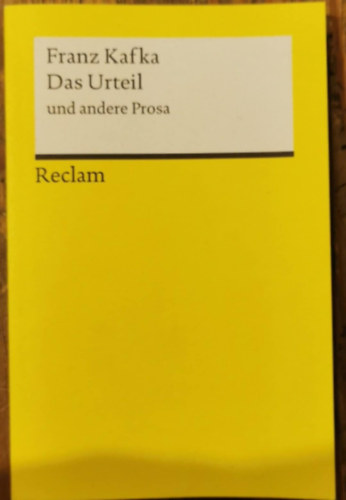 Franz Kafka
Das Urteil
und andere Prosa
Reclam